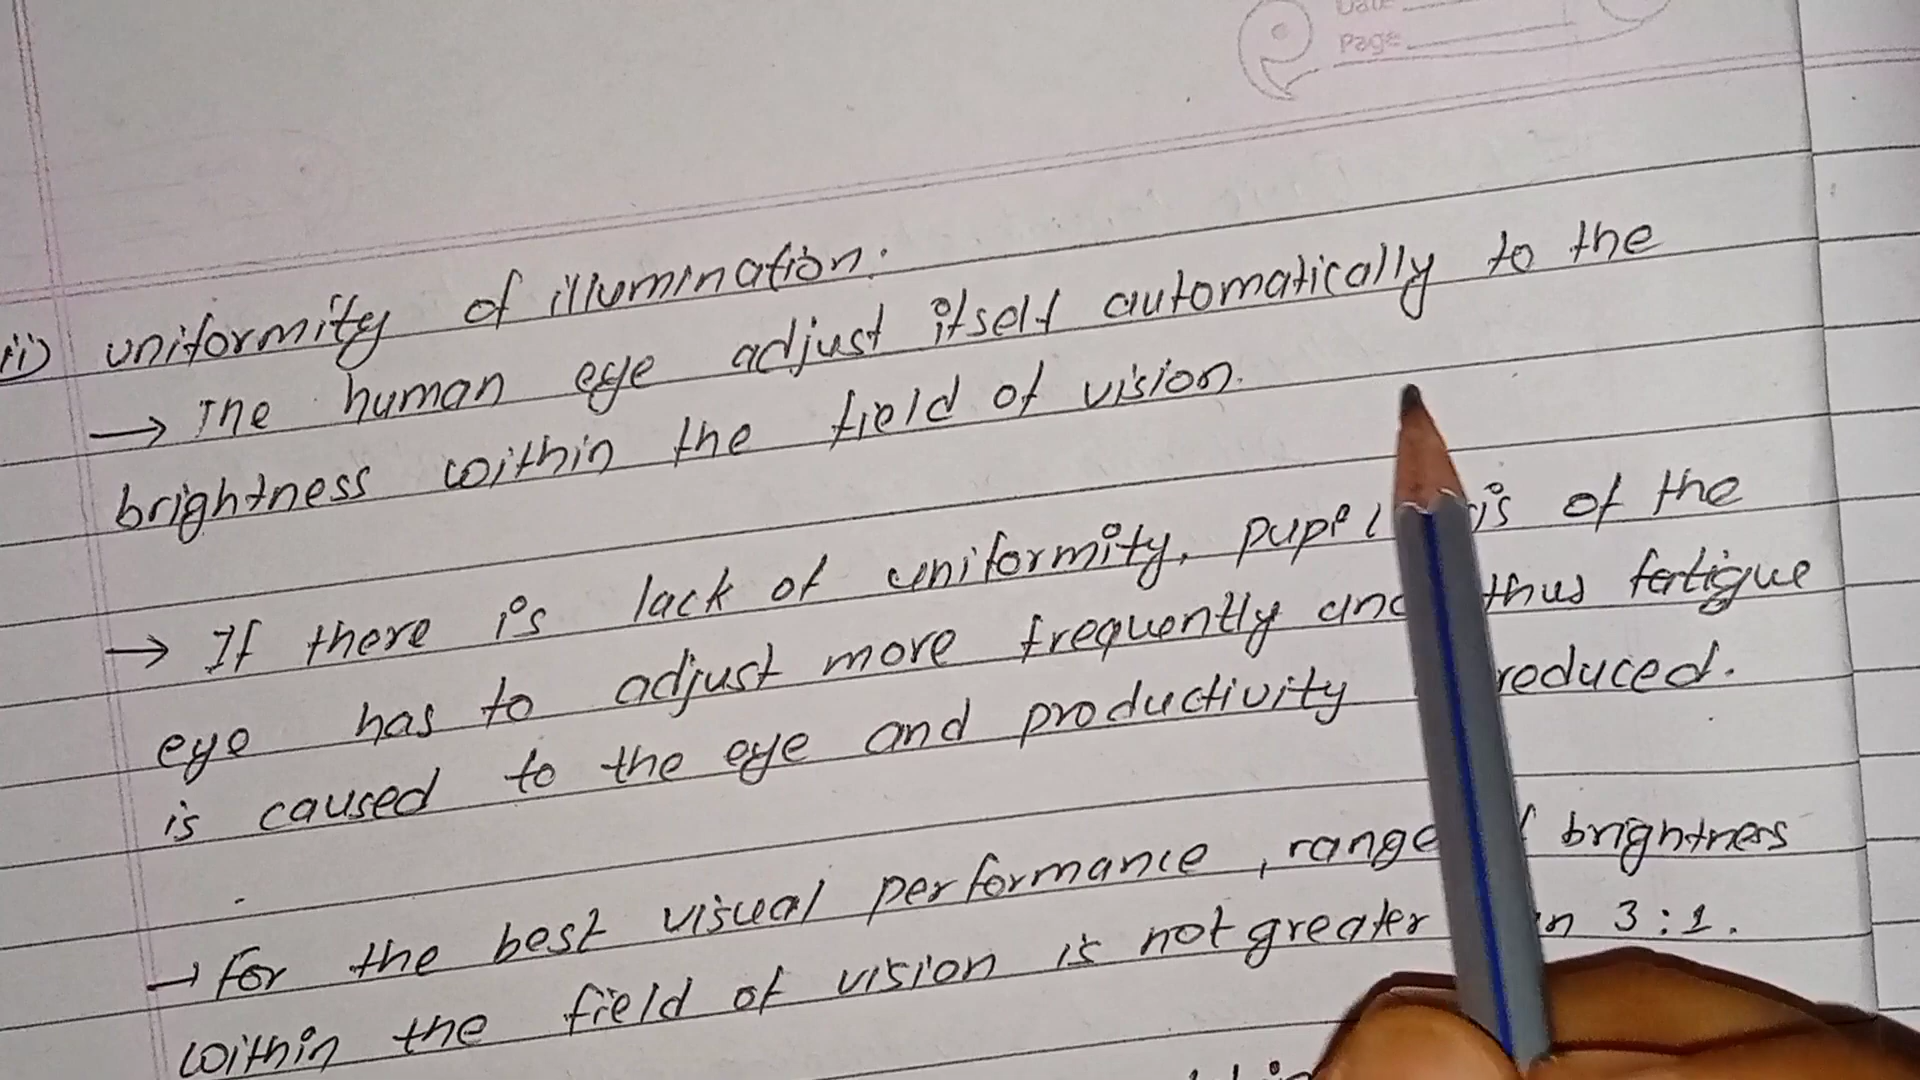 Date
Page
ii) uniformity of illumination.
→ The human eye adjust itself automatically to the
brightness within the field of vision.
→ If there is lack of uniformity, pupil is of the
eye has to adjust more frequently and thus fatigue
is caused to the eye and productivity reduced.
→ For the best visual performance, range brightness
within the field of vision is not greater 3:1.